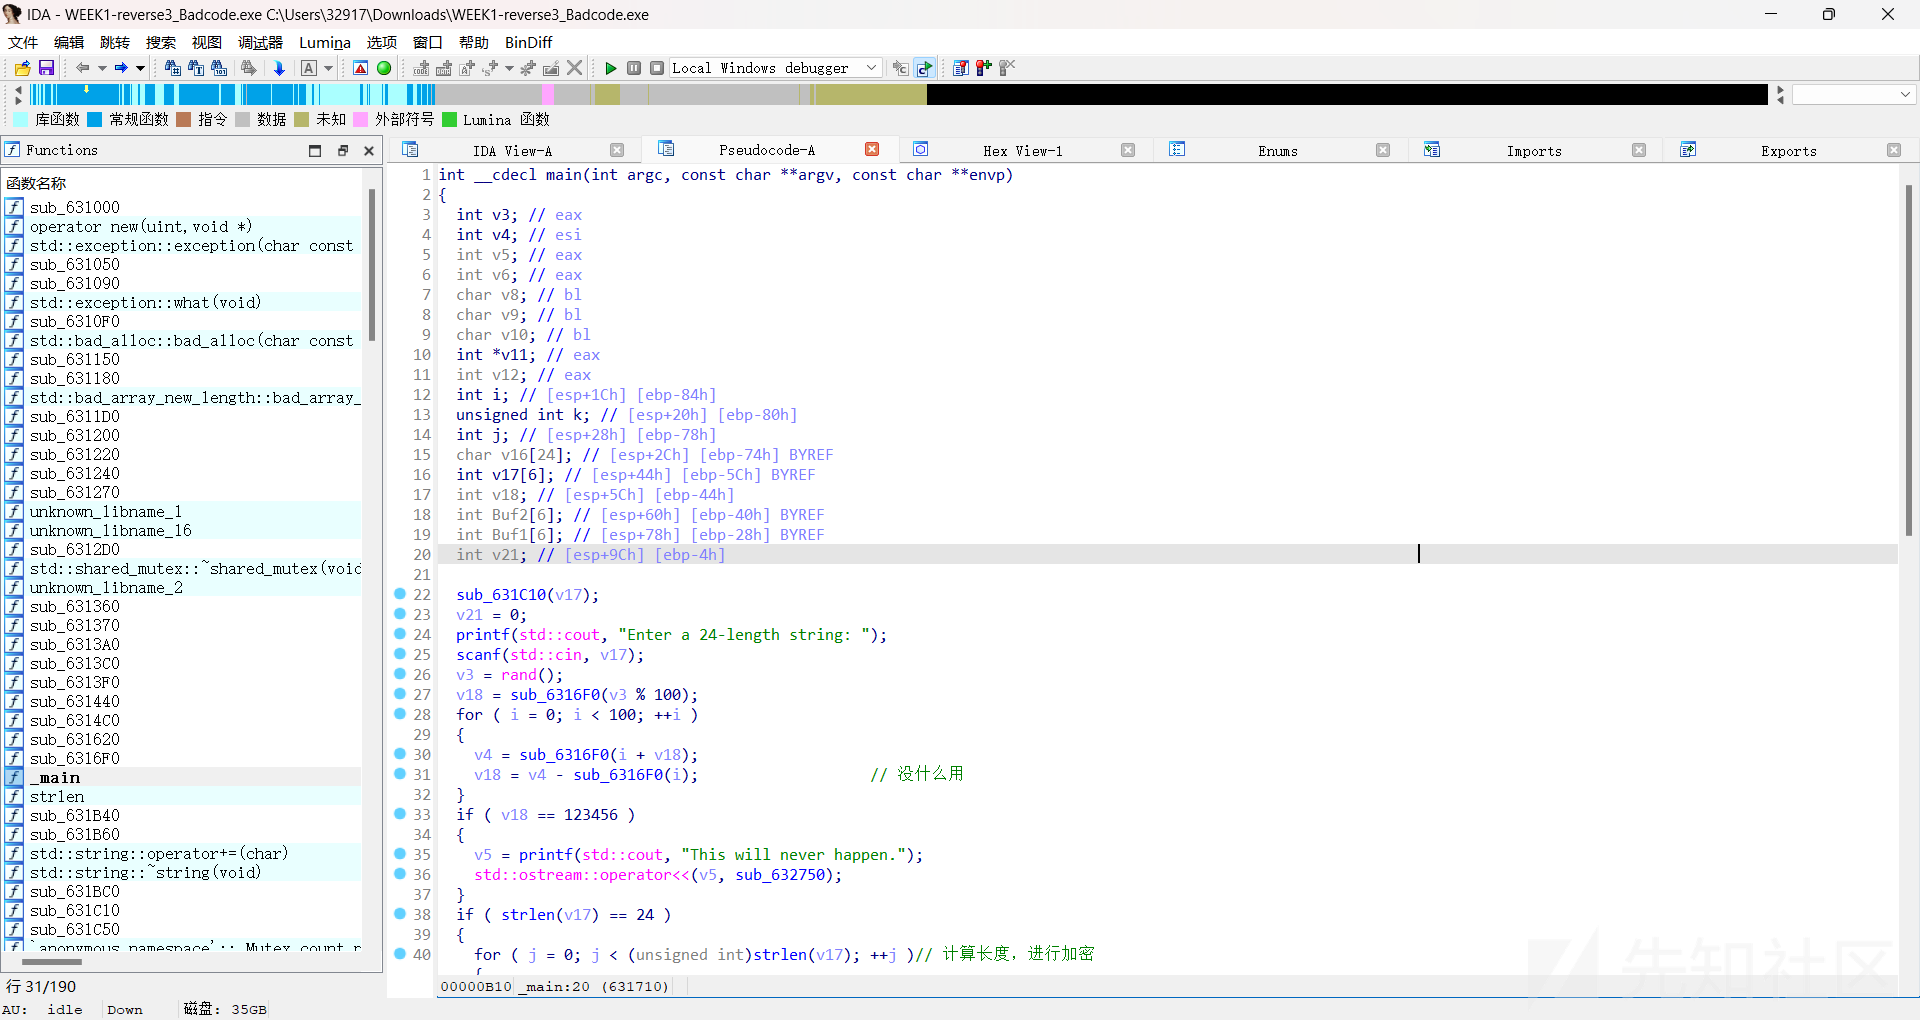 IDA - WEEK1-reverse3_Badcode.exe C:\Users\32917\Downloads\WEEK1-reverse3_Badcode.exe
文件 编辑 跳转 搜索 视图 调试器 Lumina 选项 窗口 帮助 BinDiff
Local Windows debugger
库函数 常规函数 指令 数据 未知 外部符号 Lumina 函数
Functions
函数名称
sub_631000
operator new(uint,void *)
std::exception::exception(char const
sub_631050
sub_631090
std::exception::what(void)
sub_6310F0
std::bad_alloc::bad_alloc(char const
sub_631150
sub_631180
std::bad_array_new_length::bad_array_
sub_6311D0
sub_631200
sub_631220
sub_631240
sub_631270
unknown_libname_1
unknown_libname_16
sub_6312D0
std::shared_mutex::~shared_mutex(void
unknown_libname_2
sub_631360
sub_631370
sub_6313A0
sub_6313C0
sub_6313F0
sub_631440
sub_6314C0
sub_631620
sub_6316F0
_main
strlen
sub_631B40
sub_631B60
std::string::operator+=(char)
std::string::~string(void)
sub_631BC0
sub_631C10
sub_631C50
`anonymous namespace'::_Mutex_count_r
行 31/190
IDA View-A Pseudocode-A Hex View-1 Enums Imports Exports
1 int __cdecl main(int argc, const char **argv, const char **envp)
2 {
3 int v3; // eax
4 int v4; // esi
5 int v5; // eax
6 int v6; // eax
7 char v8; // bl
8 char v9; // bl
9 char v10; // bl
10 int *v11; // eax
11 int v12; // eax
12 int i; // [esp+1Ch] [ebp-84h]
13 unsigned int k; // [esp+20h] [ebp-80h]
14 int j; // [esp+28h] [ebp-78h]
15 char v16[24]; // [esp+2Ch] [ebp-74h] BYREF
16 int v17[6]; // [esp+44h] [ebp-5Ch] BYREF
17 int v18; // [esp+5Ch] [ebp-44h]
18 int Buf2[6]; // [esp+60h] [ebp-40h] BYREF
19 int Buf1[6]; // [esp+78h] [ebp-28h] BYREF
20 int v21; // [esp+9Ch] [ebp-4h]
21
22 sub_631C10(v17);
23 v21 = 0;
24 printf(std::cout, "Enter a 24-length string: ");
25 scanf(std::cin, v17);
26 v3 = rand();
27 v18 = sub_6316F0(v3 % 100);
28 for ( i = 0; i < 100; ++i )
29 {
30 v4 = sub_6316F0(i + v18);
31 v18 = v4 - sub_6316F0(i); // 没什么用
32 }
33 if ( v18 == 123456 )
34 {
35 v5 = printf(std::cout, "This will never happen.");
36 std::ostream::operator<<(v5, sub_632750);
37 }
38 if ( strlen(v17) == 24 )
39 {
40 for ( j = 0; j < (unsigned int)strlen(v17); ++j )// 计算长度，进行加密
{
00000B10 _main:20 (631710)
AU: idle Down 磁盘: 35GB
先知社区